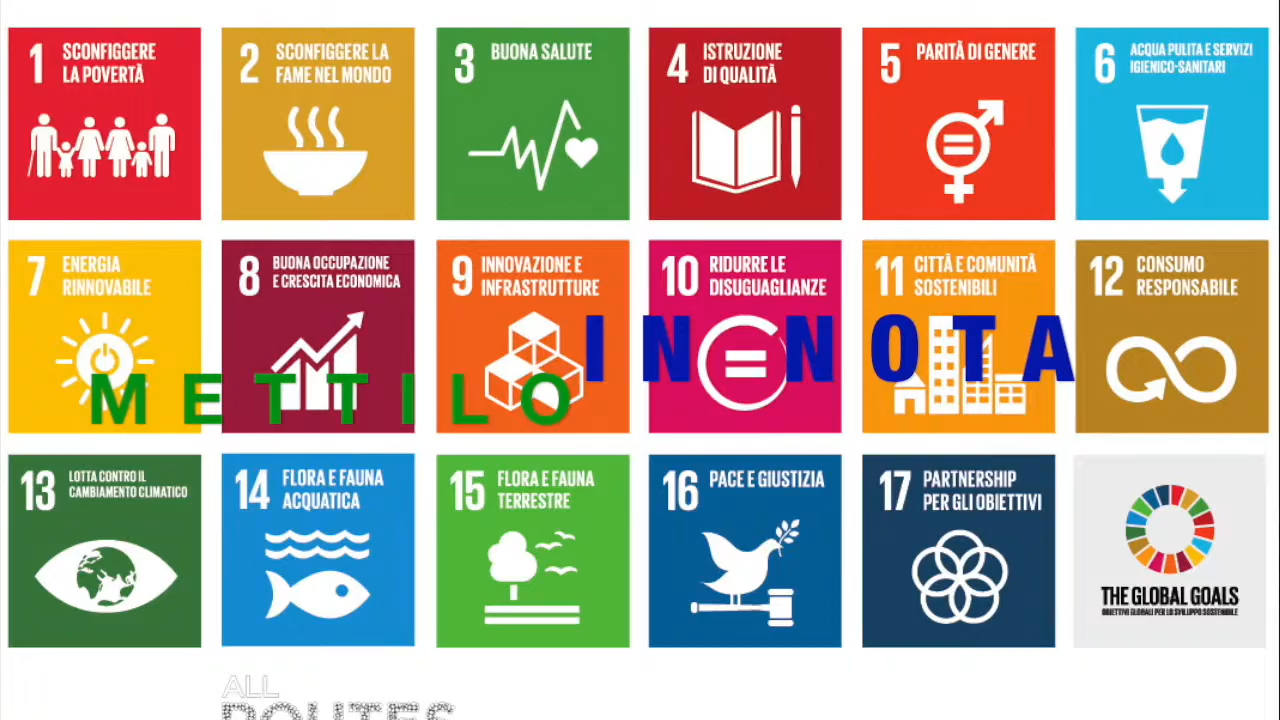 1 SCONFIGGERE
LA POVERTÀ
2 SCONFIGGERE LA
FAME NEL MONDO
3 BUONA SALUTE
4 ISTRUZIONE
DI QUALITÀ
5 PARITÀ DI GENERE
6 ACQUA PULITA E SERVIZI
IGIENICO-SANITARI
7 ENERGIA
RINNOVABILE
8 BUONA OCCUPAZIONE
E CRESCITA ECONOMICA
9 INNOVAZIONE E
INFRASTRUTTURE
10 RIDURRE LE
DISUGUAGLIANZE
11 CITTÀ E COMUNITÀ
SOSTENIBILI
12 CONSUMO
RESPONSABILE
METTILO
IN NOTA
13 LOTTA CONTRO IL
CAMBIAMENTO CLIMATICO
14 FLORA E FAUNA
ACQUATICA
15 FLORA E FAUNA
TERRESTRE
16 PACE E GIUSTIZIA
17 PARTNERSHIP
PER GLI OBIETTIVI
THE GLOBAL GOALS
OBIETTIVI GLOBALI PER LO SVILUPPO SOSTENIBILE
ALL
ROUTES